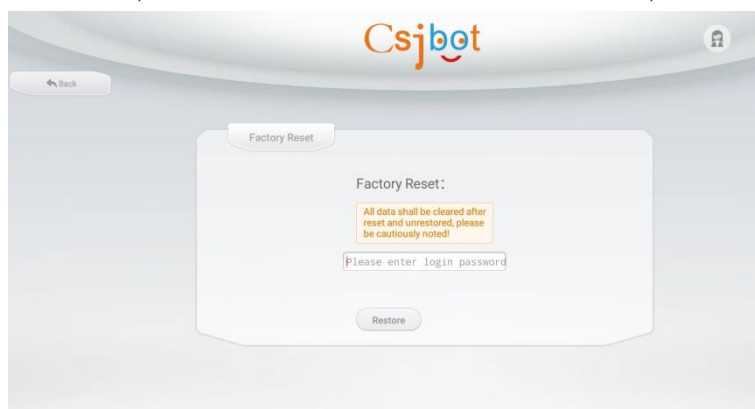 Csjbot
Back
Factory Reset
Factory Reset：
All data shall be cleared after
reset and unrestored, please
be cautiously noted!
Please enter login password
Restore